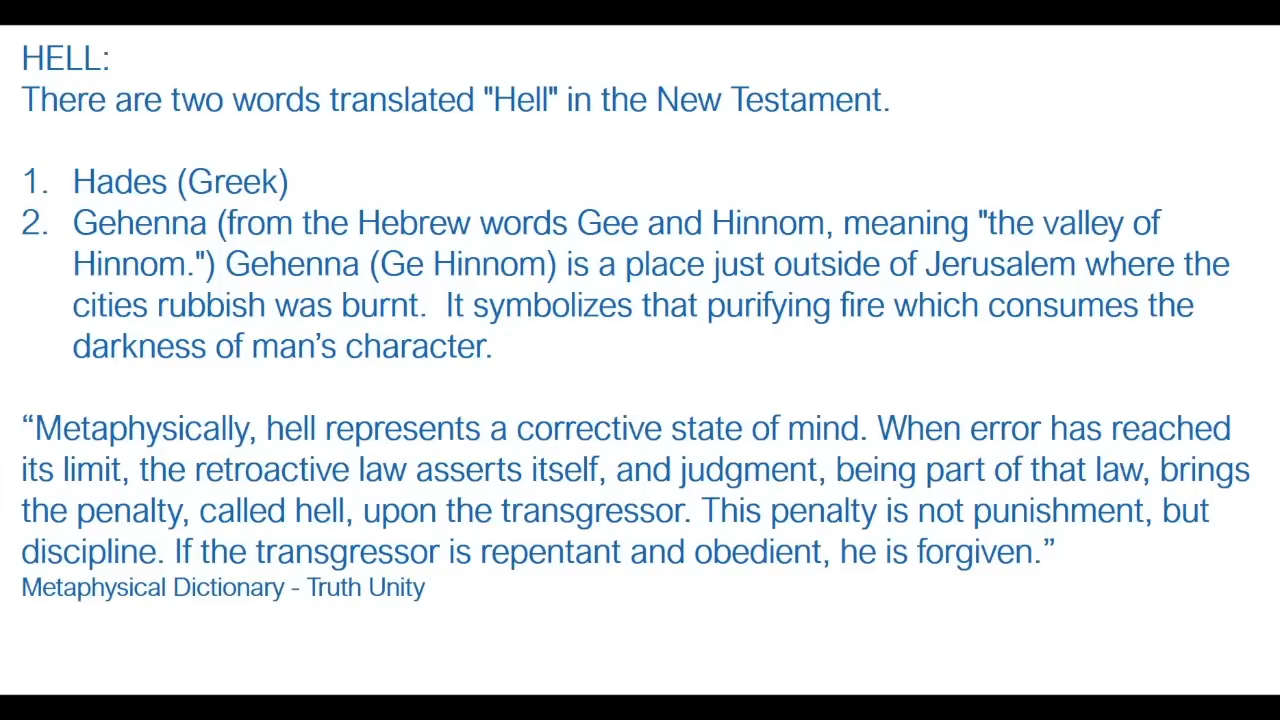 HELL:
There are two words translated "Hell" in the New Testament.
1. Hades (Greek)
2. Gehenna (from the Hebrew words Gee and Hinnom, meaning "the valley of
Hinnom.") Gehenna (Ge Hinnom) is a place just outside of Jerusalem where the
cities rubbish was burnt.  It symbolizes that purifying fire which consumes the
darkness of man’s character.
“Metaphysically, hell represents a corrective state of mind. When error has reached
its limit, the retroactive law asserts itself, and judgment, being part of that law, brings
the penalty, called hell, upon the transgressor. This penalty is not punishment, but
discipline. If the transgressor is repentant and obedient, he is forgiven.”
Metaphysical Dictionary - Truth Unity